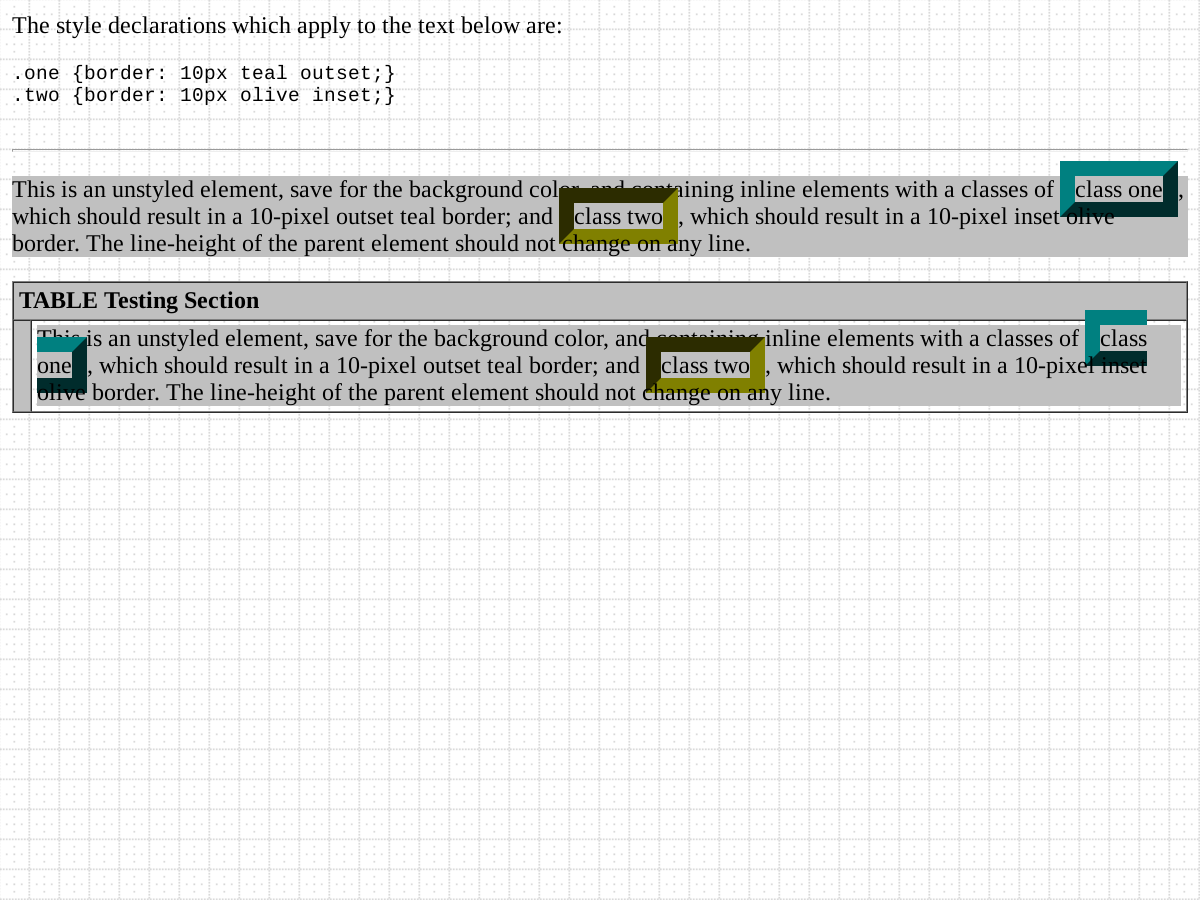 The style declarations which apply to the text below are:
.one {border: 10px teal outset;}
.two {border: 10px olive inset;}
This is an unstyled element, save for the background color, and containing inline elements with a classes of class one,
which should result in a 10-pixel outset teal border; and class two, which should result in a 10-pixel inset olive
border. The line-height of the parent element should not change on any line.
TABLE Testing Section
This is an unstyled element, save for the background color, and containing inline elements with a classes of class
one, which should result in a 10-pixel outset teal border; and class two, which should result in a 10-pixel inset
olive border. The line-height of the parent element should not change on any line.